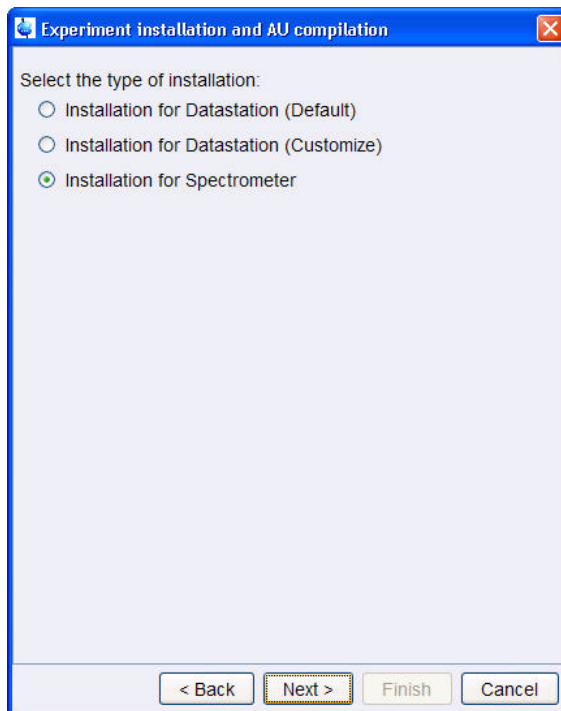 Experiment installation and AU compilation
Select the type of installation:
Installation for Datastation (Default)
Installation for Datastation (Customize)
Installation for Spectrometer
< Back Next > Finish Cancel